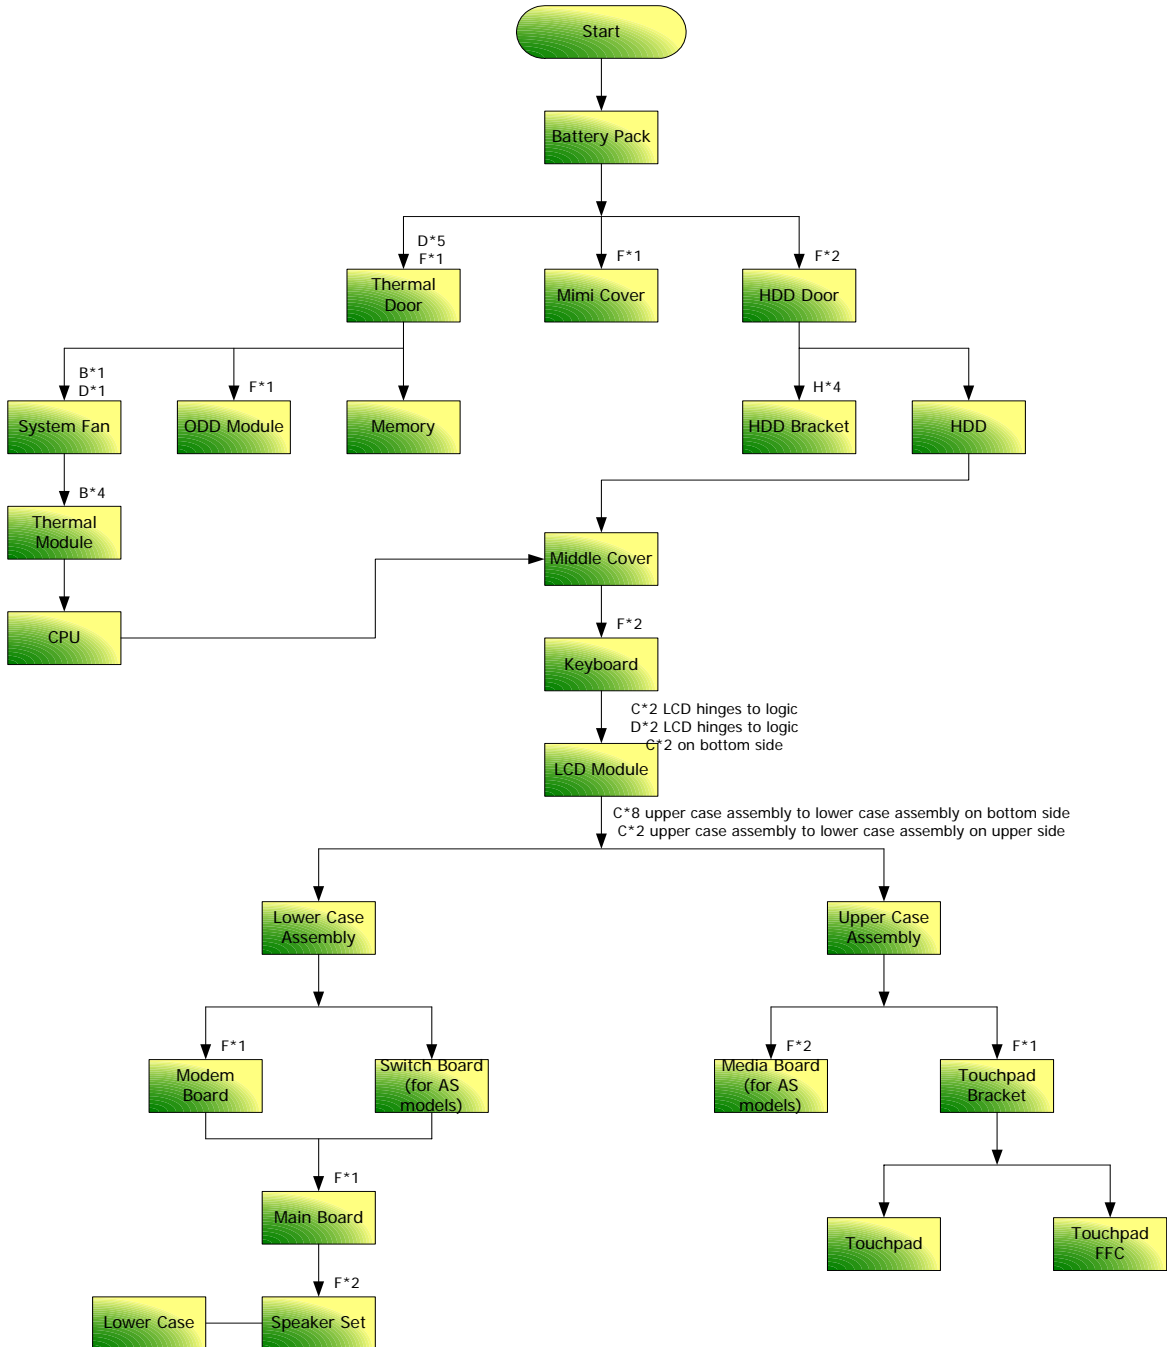 Start
Battery Pack
D*5
F*1
F*1
F*2
Thermal
Door
Mimi Cover
HDD Door
B*1
D*1
F*1
H*4
System Fan
ODD Module
Memory
HDD Bracket
HDD
B*4
Thermal
Module
Middle Cover
CPU
F*2
Keyboard
C*2 LCD hinges to logic
D*2 LCD hinges to logic
C*2 on bottom side
LCD Module
C*8 upper case assembly to lower case assembly on bottom side
C*2 upper case assembly to lower case assembly on upper side
Lower Case
Assembly
Upper Case
Assembly
F*1
F*2
F*1
Modem
Board
Switch Board
(for AS
models)
Media Board
(for AS
models)
Touchpad
Bracket
F*1
Main Board
Touchpad
Touchpad
FFC
F*2
Lower Case
Speaker Set